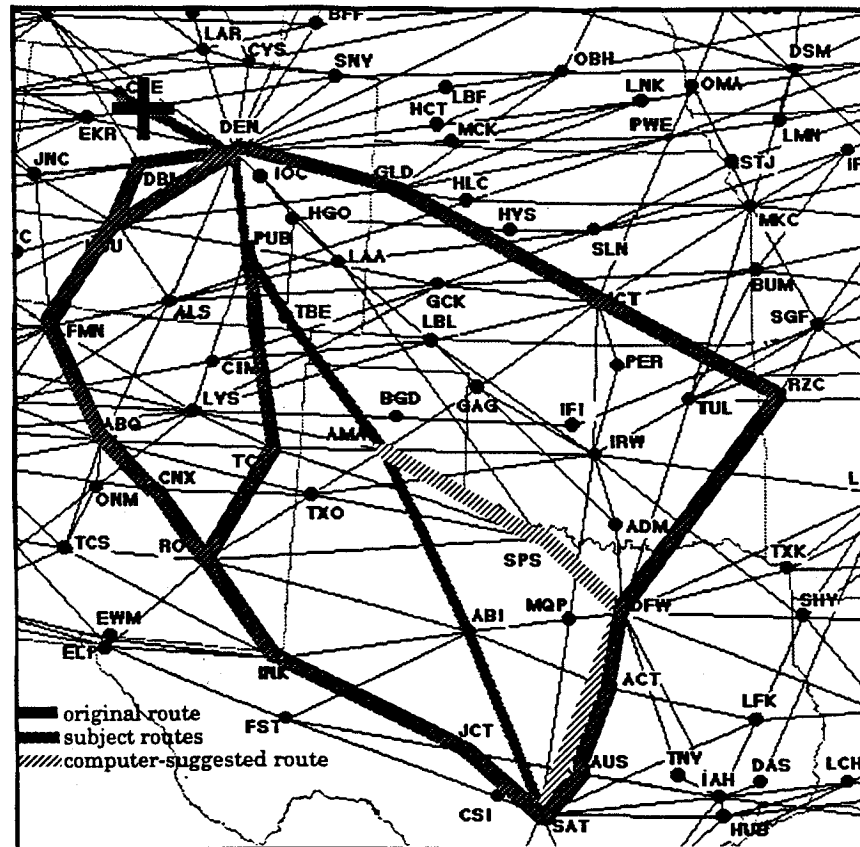 BFF
LAR
CYS
SNY
OBH
DSM
LBF
LNK
OMA
EKR
DEN
HCT
MCK
PWE
LMN
JNC
DBL
IOC
GLD
HLC
STJ
HGO
HYS
SLN
MKC
PUB
LAA
ALS
TBE
GCK
BUM
FMN
LBL
SGF
CIM
PER
LYS
BGD
GAG
IFI
TUL
RZC
ABQ
AMA
IRW
CNX
ONM
TXO
ADM
TCS
SPS
TXK
EWM
ABI
MQP
DFW
SHV
ELP
INK
ACT
original route
FST
JCT
LFK
subject routes
computer-suggested route
AUS
TNY
IAH
DAS
LCH
CSI
SAT
HUB